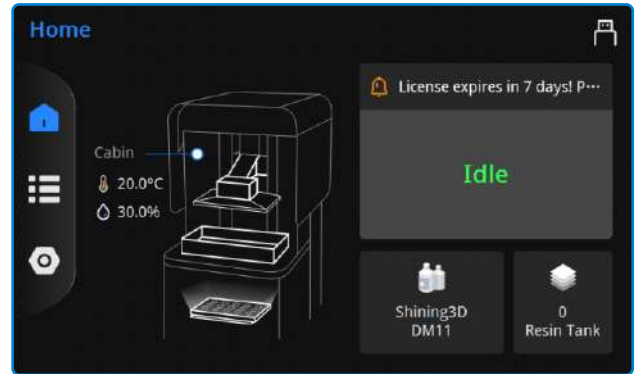 Home
License expires in 7 days! P···
Cabin
20.0°C
30.0%
Idle
Shining3D
DM11
0
Resin Tank